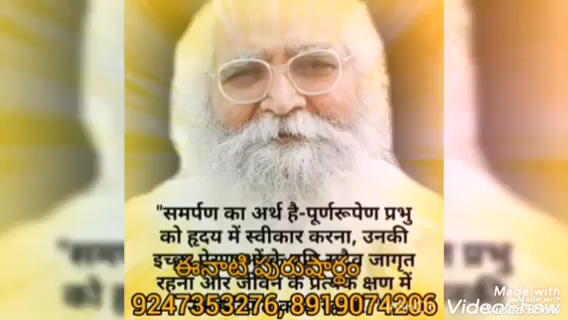 "समर्पण का अर्थ है-पूर्णरूपेण प्रभु
को हृदय में स्वीकार करना, उनकी
जागृत
ఈనాటి పురుషార్థం
रहना और जीवन के प्रत्येक क्षण में
9247353276, 8919074206
Made with
VideoShow